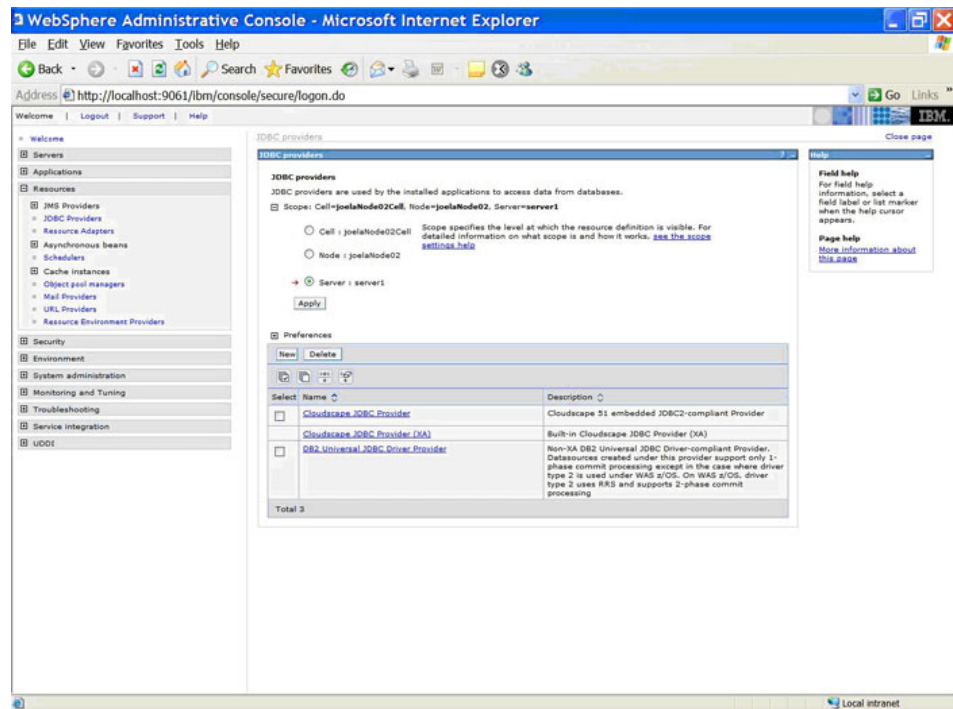 WebSphere Administrative Console - Microsoft Internet Explorer
File Edit View Favorites Tools Help
Back Search Favorites
Address http://localhost:9061/ibm/console/secure/logon.do Go Links »
Welcome | Logout | Support | Help IBM.
Welcome
Servers
Applications
Resources
JMS Providers
JDBC Providers
Resource Adapters
Asynchronous beans
Schedulers
Cache instances
Object pool managers
Mail Providers
URL Providers
Resource Environment Providers
Security
Environment
System administration
Monitoring and Tuning
Troubleshooting
Service integration
UDDI
JDBC providers Close page
JDBC providers ? -
JDBC providers
JDBC providers are used by the installed applications to access data from databases.
Scope: Cell=joelaNode02Cell, Node=joelaNode02, Server=server1
Cell : joelaNode02Cell
Node : joelaNode02
Server : server1
Scope specifies the level at which the resource definition is visible. For
detailed information on what scope is and how it works, see the scope
settings help
Apply
Preferences
New Delete
Select Name Description
Cloudscape JDBC Provider Cloudscape 51 embedded JDBC2-compliant Provider
Cloudscape JDBC Provider (XA) Built-in Cloudscape JDBC Provider (XA)
DB2 Universal JDBC Driver Provider Non-XA DB2 Universal JDBC Driver-compliant Provider.
Datasources created under this provider support only 1-
phase commit processing except in the case where driver
type 2 is used under WAS z/OS. On WAS z/OS, driver
type 2 uses RRS and supports 2-phase commit
processing
Total 3
Help -
Field help
For field help
information, select a
field label or list marker
when the help cursor
appears.
Page help
More information about
this page
Local intranet